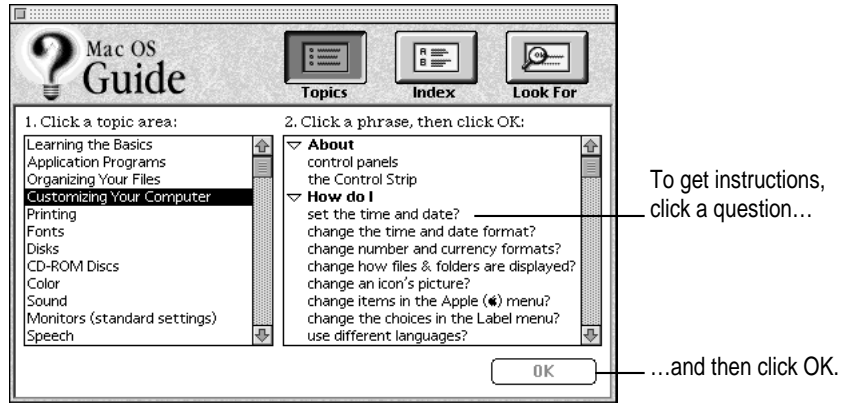 Mac OS
Guide
Topics
Index
Look For
1. Click a topic area:
Learning the Basics
Application Programs
Organizing Your Files
Customizing Your Computer
Printing
Fonts
Disks
CD-ROM Discs
Color
Sound
Monitors (standard settings)
Speech
2. Click a phrase, then click OK:
About
control panels
the Control Strip
How do I
set the time and date?
change the time and date format?
change number and currency formats?
change how files & folders are displayed?
change an icon's picture?
change items in the Apple () menu?
change the choices in the Label menu?
use different languages?
OK
To get instructions,
click a question…
…and then click OK.